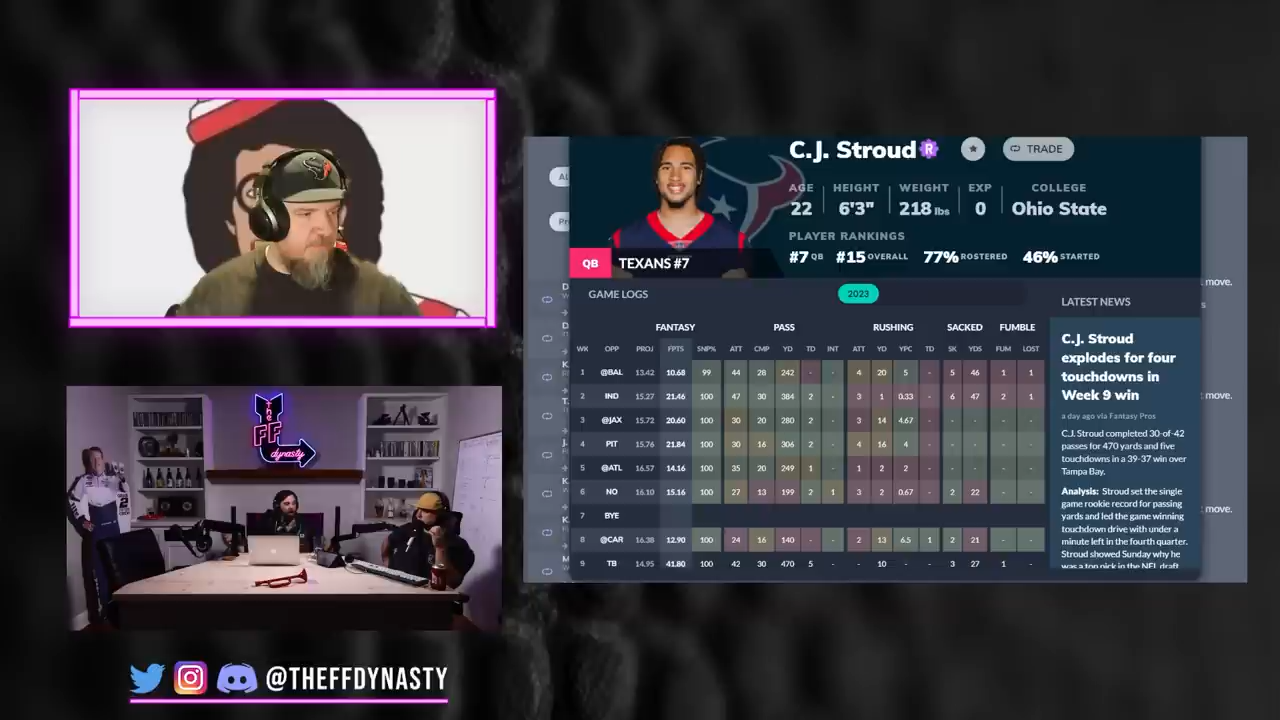 C.J. Stroud R
TRADE
AGE HEIGHT WEIGHT EXP COLLEGE
22 6'3" 218 lbs 0 Ohio State
PLAYER RANKINGS
#7 QB #15 OVERALL 77% ROSTERED 46% STARTED
QB TEXANS #7
GAME LOGS
2023
FANTASY PASS RUSHING SACKED FUMBLE
WK OPP PROJ FPTS SNP% ATT CMP YD TD INT ATT YD YPC TD SK YDS FUM LOST
1 @BAL 13.42 10.68 99 44 28 242 - - 4 20 5 - 5 46 1 1
2 IND 15.27 21.46 100 47 30 384 2 - 3 1 0.33 - 6 47 2 1
3 @JAX 15.72 20.60 100 30 20 280 2 - 3 14 4.67 - - - - -
4 PIT 15.76 21.84 100 30 16 306 2 - 4 16 4 - - - - -
5 @ATL 16.57 14.16 100 35 20 249 1 - 1 2 2 - - - - -
6 NO 16.10 15.16 100 27 13 199 2 1 3 2 0.67 - 2 22 - -
7 BYE
8 @CAR 16.38 12.90 100 24 16 140 - - 2 13 6.5 1 2 21 - -
9 TB 14.95 41.80 100 42 30 470 5 - - 10 - - 3 27 1 -
LATEST NEWS
C.J. Stroud
explodes for four
touchdowns in
Week 9 win
a day ago via Fantasy Pros
C.J. Stroud completed 30-of-42
passes for 470 yards and five
touchdowns in a 39-37 win over
Tampa Bay.
Analysis: Stroud set the single
game rookie record for passing
yards and led the game winning
touchdown drive with under a
minute left in the fourth quarter.
Stroud showed Sunday why he
was a top pick in the NFL draft
move.
move.
move.
The
FF
dynasty
@THEFFDYNASTY